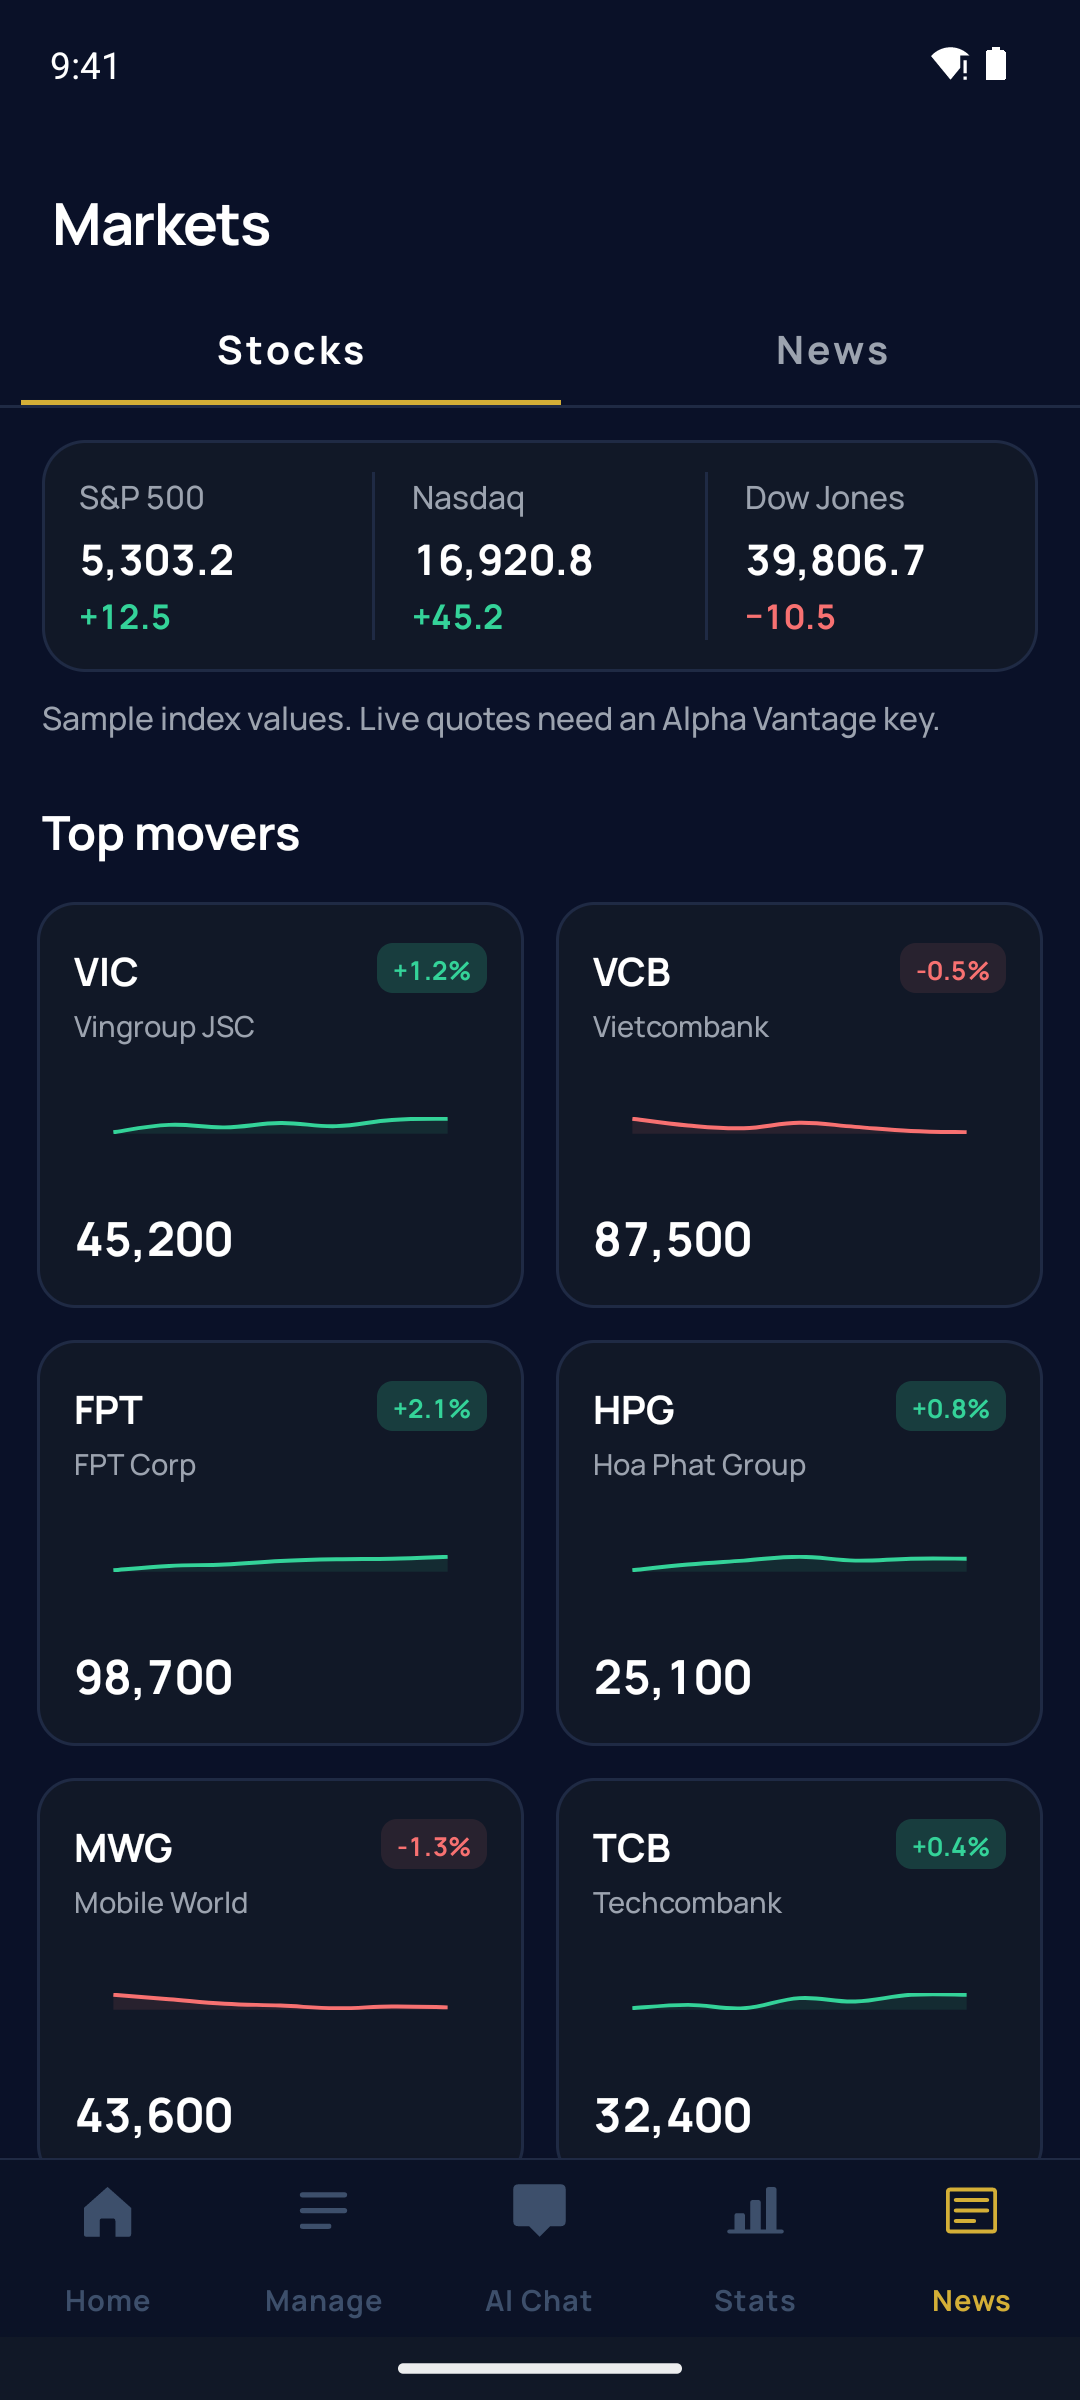 9:41
Markets
Stocks
News
S&P 500
5,303.2
+12.5
Nasdaq
16,920.8
+45.2
Dow Jones
39,806.7
−10.5
Sample index values. Live quotes need an Alpha Vantage key.
Top movers
VIC
+1.2%
Vingroup JSC
45,200
VCB
-0.5%
Vietcombank
87,500
FPT
+2.1%
FPT Corp
98,700
HPG
+0.8%
Hoa Phat Group
25,100
MWG
-1.3%
Mobile World
43,600
TCB
+0.4%
Techcombank
32,400
Home
Manage
AI Chat
Stats
News